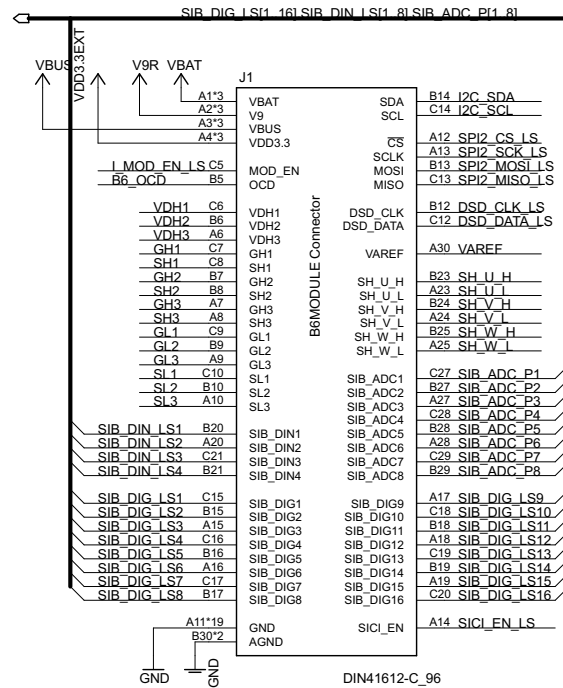 SIB_DIG_LS[1..16] SIB_DIN_LS[1..8] SIB_ADC_P[1..8]
VBUS VDD3.3EXT V9R VBAT
J1
A1*3 VBAT SDA B14 I2C_SDA
A2*3 V9 SCL C14 I2C_SCL
A3*3 VBUS CS A12 SPI2_CS_LS
A4*3 VDD3.3 SCLK A13 SPI2_SCK_LS
I_MOD_EN_LS C5 MOD_EN MOSI B13 SPI2_MOSI_LS
B6_OCD B5 OCD MISO C13 SPI2_MISO_LS
VDH1 C6 VDH1 DSD_CLK B12 DSD_CLK_LS
VDH2 B6 VDH2 DSD_DATA C12 DSD_DATA_LS
VDH3 A6 VDH3
GH1 C7 GH1 VAREF A30 VAREF
SH1 C8 SH1
GH2 B7 GH2 SH_U_H B23 SH_U_H
SH2 B8 SH2 SH_U_L A23 SH_U_L
GH3 A7 GH3 SH_V_H B24 SH_V_H
SH3 A8 SH3 SH_V_L A24 SH_V_L
GL1 C9 GL1 SH_W_H B25 SH_W_H
GL2 B9 GL2 SH_W_L A25 SH_W_L
GL3 A9 GL3
SL1 C10 SL1 SIB_ADC1 C27 SIB_ADC_P1
SL2 B10 SL2 SIB_ADC2 B27 SIB_ADC_P2
SL3 A10 SL3 SIB_ADC3 A27 SIB_ADC_P3
SIB_ADC4 C28 SIB_ADC_P4
SIB_DIN_LS1 B20 SIB_DIN1 SIB_ADC5 B28 SIB_ADC_P5
SIB_DIN_LS2 A20 SIB_DIN2 SIB_ADC6 A28 SIB_ADC_P6
SIB_DIN_LS3 C21 SIB_DIN3 SIB_ADC7 C29 SIB_ADC_P7
SIB_DIN_LS4 B21 SIB_DIN4 SIB_ADC8 B29 SIB_ADC_P8
SIB_DIG_LS1 C15 SIB_DIG1 SIB_DIG9 A17 SIB_DIG_LS9
SIB_DIG_LS2 B15 SIB_DIG2 SIB_DIG10 C18 SIB_DIG_LS10
SIB_DIG_LS3 A15 SIB_DIG3 SIB_DIG11 B18 SIB_DIG_LS11
SIB_DIG_LS4 C16 SIB_DIG4 SIB_DIG12 A18 SIB_DIG_LS12
SIB_DIG_LS5 B16 SIB_DIG5 SIB_DIG13 C19 SIB_DIG_LS13
SIB_DIG_LS6 A16 SIB_DIG6 SIB_DIG14 B19 SIB_DIG_LS14
SIB_DIG_LS7 C17 SIB_DIG7 SIB_DIG15 A19 SIB_DIG_LS15
SIB_DIG_LS8 B17 SIB_DIG8 SIB_DIG16 C20 SIB_DIG_LS16
A11*19 GND SICI_EN A14 SICI_EN_LS
B30*2 AGND
B6MODULE Connector
GND GND
DIN41612-C_96